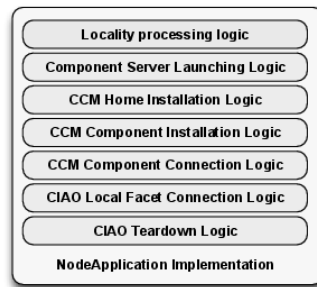 Locality processing logic
Component Server Launching Logic
CCM Home Installation Logic
CCM Component Installation Logic
CCM Component Connection Logic
CIAO Local Facet Connection Logic
CIAO Teardown Logic
NodeApplication Implementation